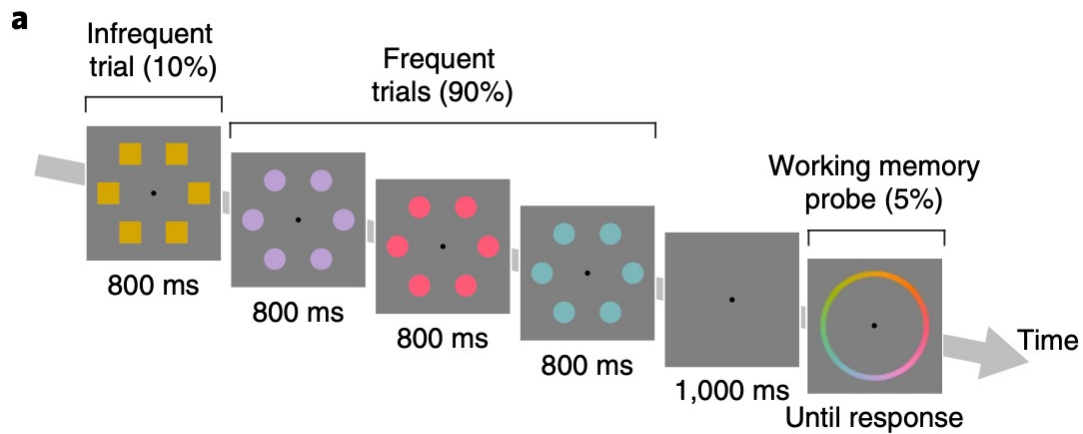 a
Infrequent
trial (10%)
Frequent
trials (90%)
Working memory
probe (5%)
800 ms
800 ms
800 ms
800 ms
1,000 ms
Until response
Time